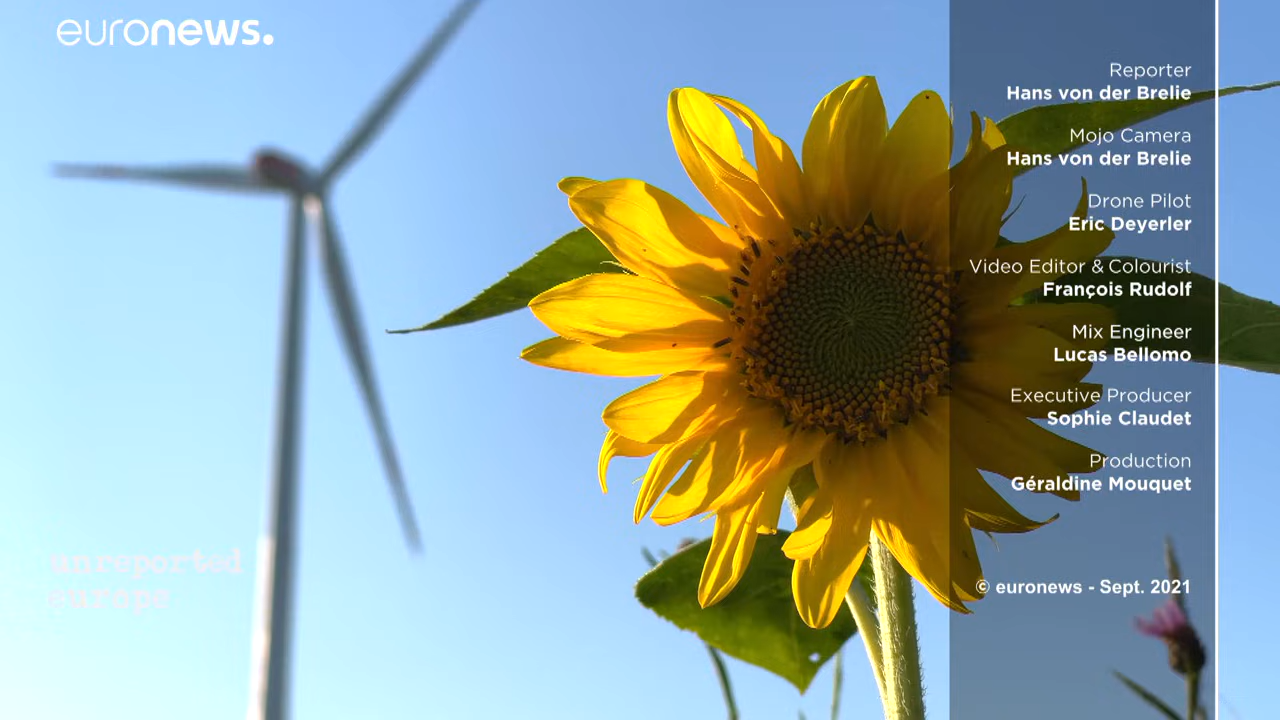 euronews.
Reporter
Hans von der Brelie
Mojo Camera
Hans von der Brelie
Drone Pilot
Eric Deyerler
Video Editor & Colourist
François Rudolf
Mix Engineer
Lucas Bellomo
Executive Producer
Sophie Claudet
Production
Géraldine Mouquet
unreported
europe
© euronews - Sept. 2021